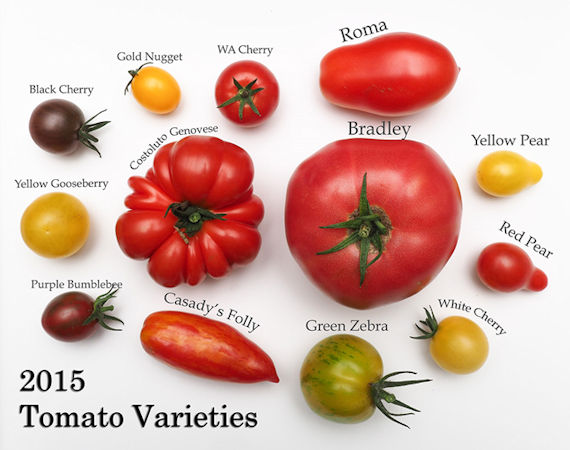 Roma
WA Cherry
Gold Nugget
Black Cherry
Costoluto Genovese
Bradley
Yellow Pear
Yellow Gooseberry
Red Pear
Purple Bumblebee
Casady's Folly
Green Zebra
White Cherry
2015
Tomato Varieties